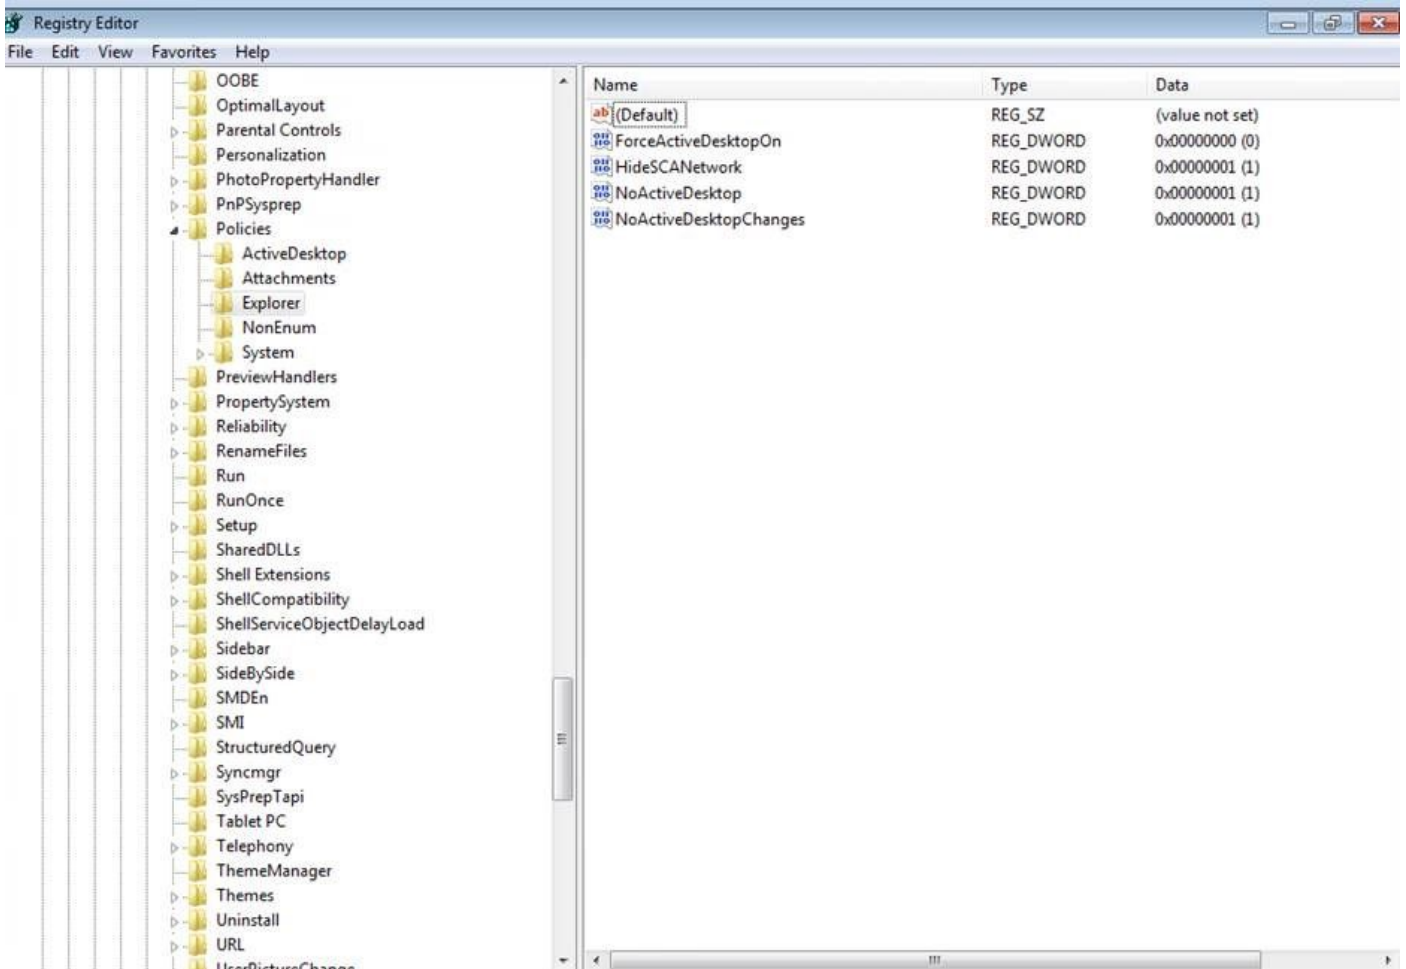 Registry Editor
File Edit View Favorites Help
OOBE
OptimalLayout
Parental Controls
Personalization
PhotoPropertyHandler
PnPSysprep
Policies
ActiveDesktop
Attachments
Explorer
NonEnum
System
PreviewHandlers
PropertySystem
Reliability
RenameFiles
Run
RunOnce
Setup
SharedDLLs
Shell Extensions
ShellCompatibility
ShellServiceObjectDelayLoad
Sidebar
SideBySide
SMDEn
SMI
StructuredQuery
Syncmgr
SysPrepTapi
Tablet PC
Telephony
ThemeManager
Themes
Uninstall
URL
UserPictureChange
Name Type Data
(Default) REG_SZ (value not set)
ForceActiveDesktopOn REG_DWORD 0x00000000 (0)
HideSCANetwork REG_DWORD 0x00000001 (1)
NoActiveDesktop REG_DWORD 0x00000001 (1)
NoActiveDesktopChanges REG_DWORD 0x00000001 (1)